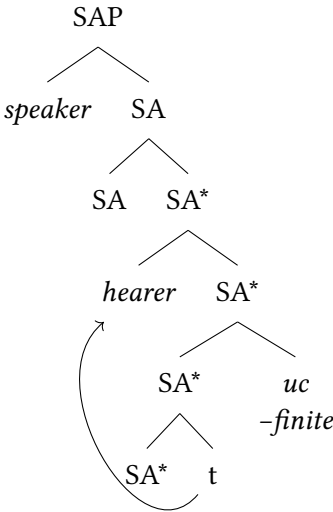 SAP
speaker SA
SA SA*
hearer SA*
SA* uc
–finite
SA* t